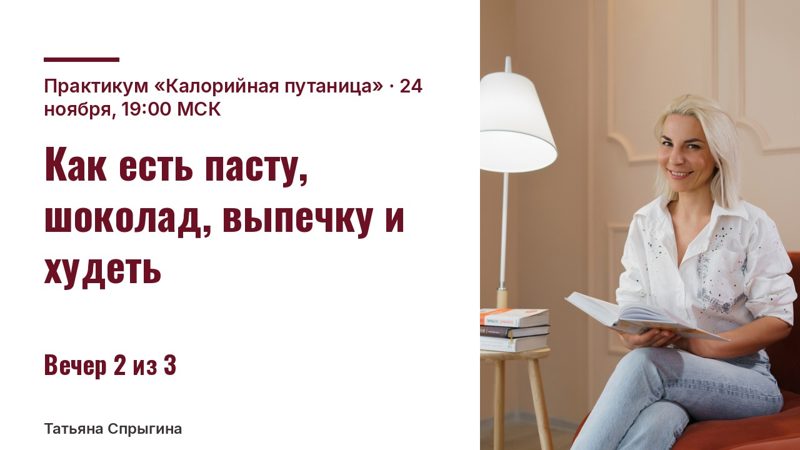 Практикум «Калорийная путаница» · 24
ноября, 19:00 МСК
Как есть пасту,
шоколад, выпечку и
худеть
Вечер 2 из 3
Татьяна Спрыгина